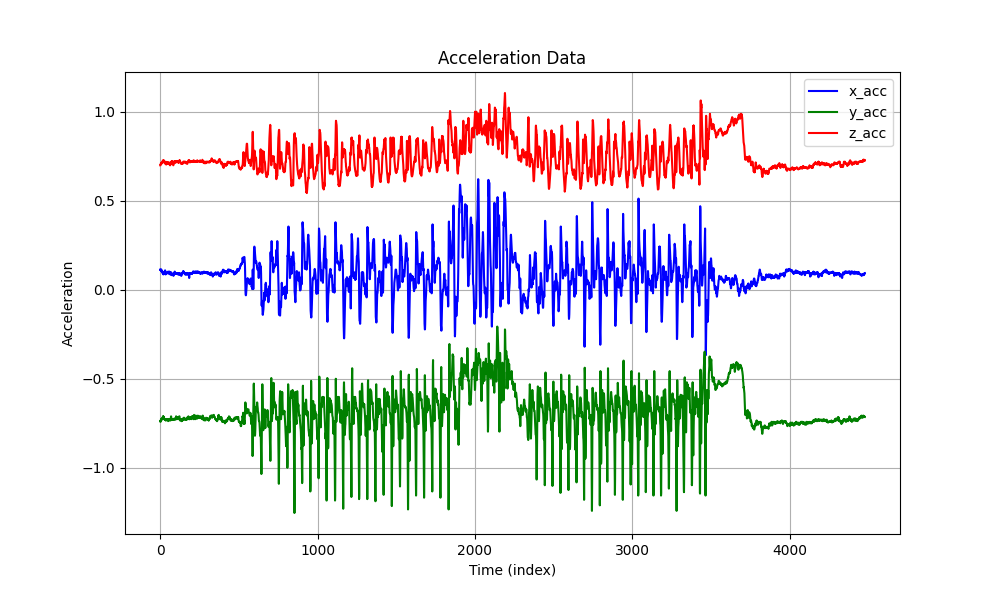 Acceleration Data
x_acc
y_acc
z_acc
1.0
0.5
0.0
−0.5
−1.0
Acceleration
0 1000 2000 3000 4000
Time (index)